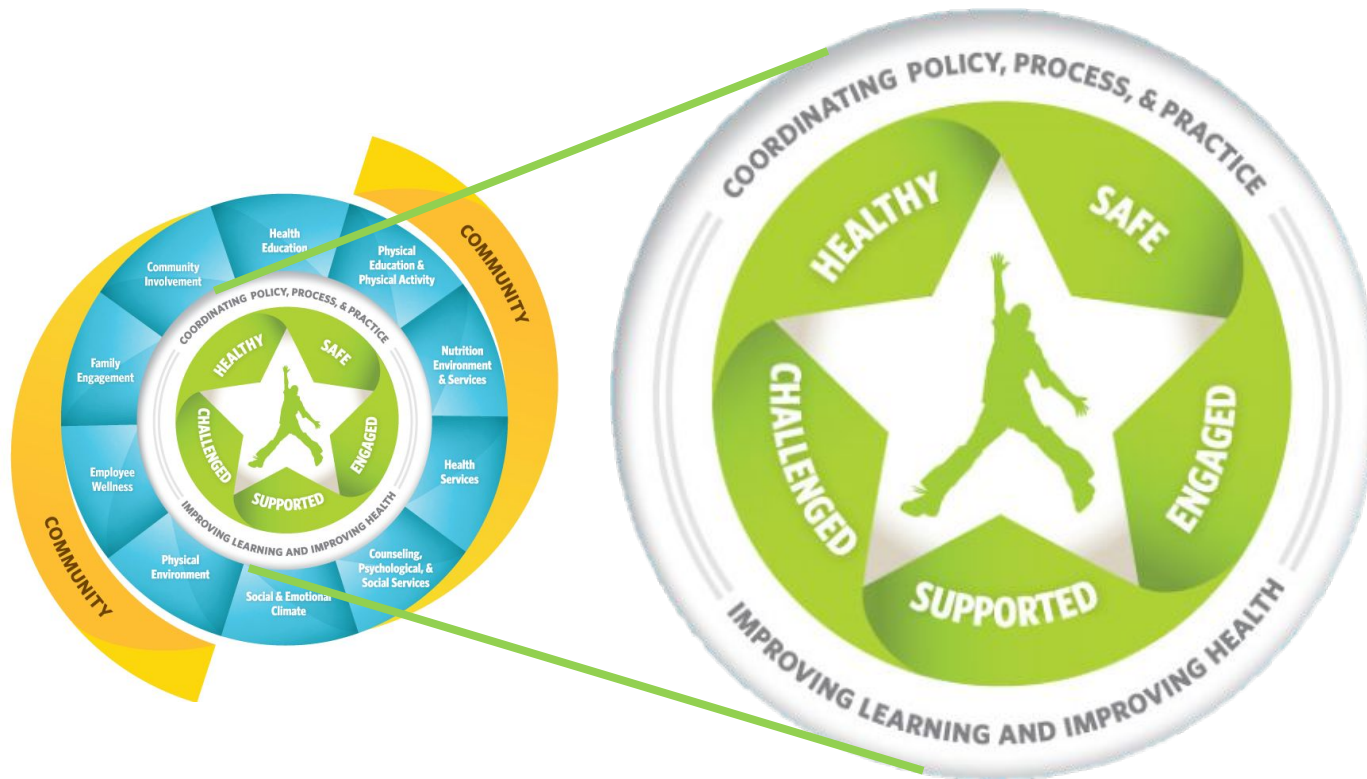 COMMUNITY
Health
Education
Physical
Education &
Physical Activity
Nutrition
Environment
& Services
Health
Services
Counseling,
Psychological, &
Social Services
Social & Emotional
Climate
Physical
Environment
Employee
Wellness
Family
Engagement
Community
Involvement
COMMUNITY
COORDINATING POLICY, PROCESS, & PRACTICE
HEALTHY
SAFE
ENGAGED
SUPPORTED
CHALLENGED
IMPROVING LEARNING AND IMPROVING HEALTH
COORDINATING POLICY, PROCESS, & PRACTICE
HEALTHY
SAFE
ENGAGED
SUPPORTED
CHALLENGED
IMPROVING LEARNING AND IMPROVING HEALTH